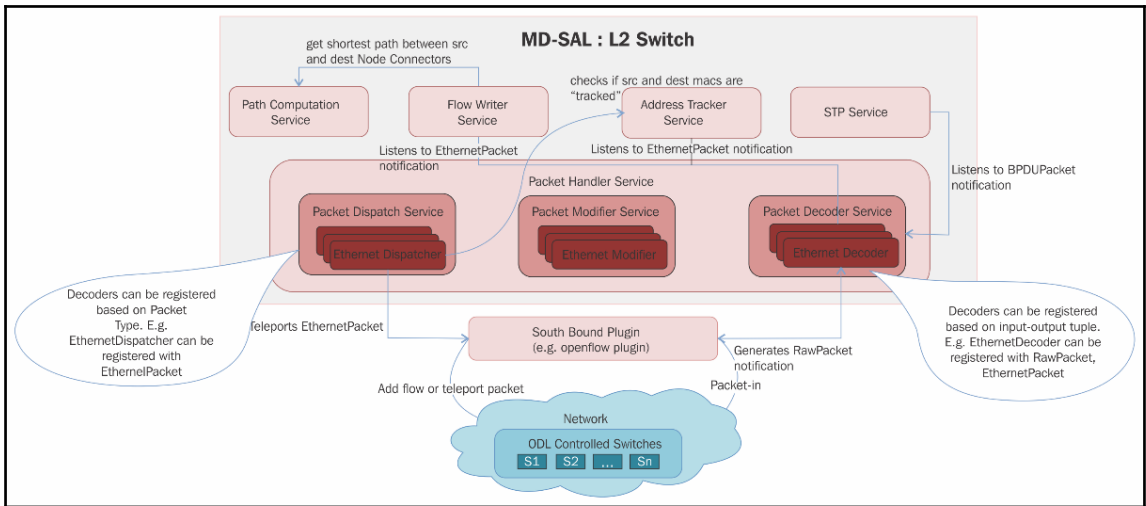 MD-SAL : L2 Switch
get shortest path between src
and dest Node Connectors
checks if src and dest macs are
“tracked”
Path Computation
Service
Flow Writer
Service
Address Tracker
Service
STP Service
Listens to EthernetPacket
notification
Listens to EthernetPacket notification
Listens to BPDUPacket
notification
Packet Handler Service
Packet Dispatch Service
Ethernet Dispatcher
Packet Modifier Service
Ethernet Modifier
Packet Decoder Service
Ethernet Decoder
Decoders can be registered
based on Packet
Type. E.g.
EthernetDispatcher can be
registered with
EthernelPacket
Decoders can be registered
based on input-output tuple.
E.g. EthernetDecoder can be
registered with RawPacket,
EthernetPacket
Teleports EthernetPacket
South Bound Plugin
(e.g. openflow plugin)
Generates RawPacket
notification
Add flow or teleport packet
Packet-in
Network
ODL Controlled Switches
S1 S2 ... Sn